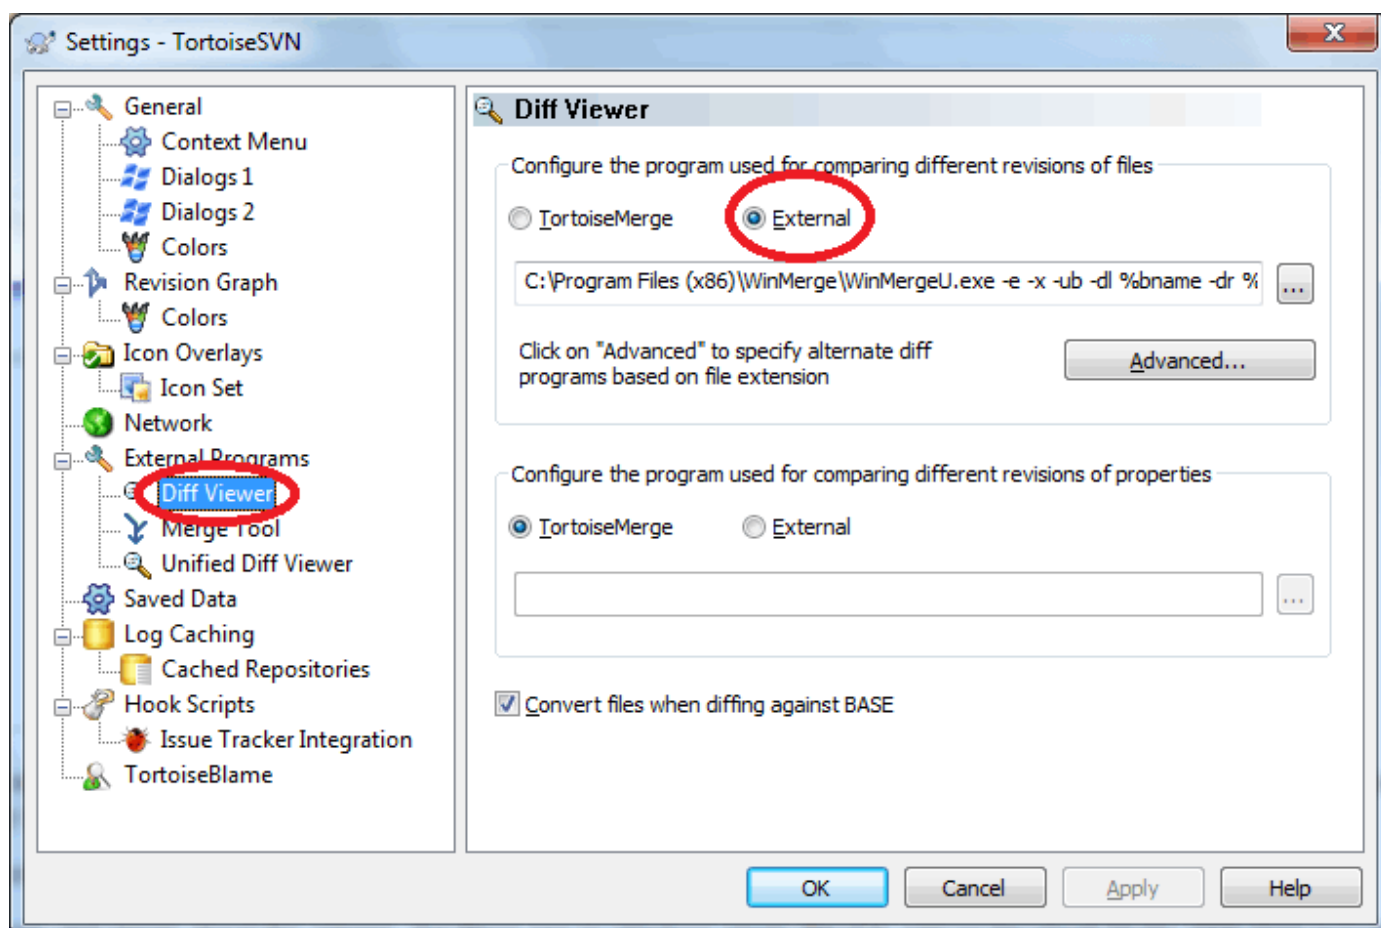 Settings - TortoiseSVN
General
Context Menu
Dialogs 1
Dialogs 2
Colors
Revision Graph
Colors
Icon Overlays
Icon Set
Network
External Programs
Diff Viewer
Merge Tool
Unified Diff Viewer
Saved Data
Log Caching
Cached Repositories
Hook Scripts
Issue Tracker Integration
TortoiseBlame
Diff Viewer
Configure the program used for comparing different revisions of files
TortoiseMerge External
C:\Program Files (x86)\WinMerge\WinMergeU.exe -e -x -ub -dl %bname -dr % ...
Click on "Advanced" to specify alternate diff
programs based on file extension
Advanced...
Configure the program used for comparing different revisions of properties
TortoiseMerge External
...
Convert files when diffing against BASE
OK Cancel Apply Help